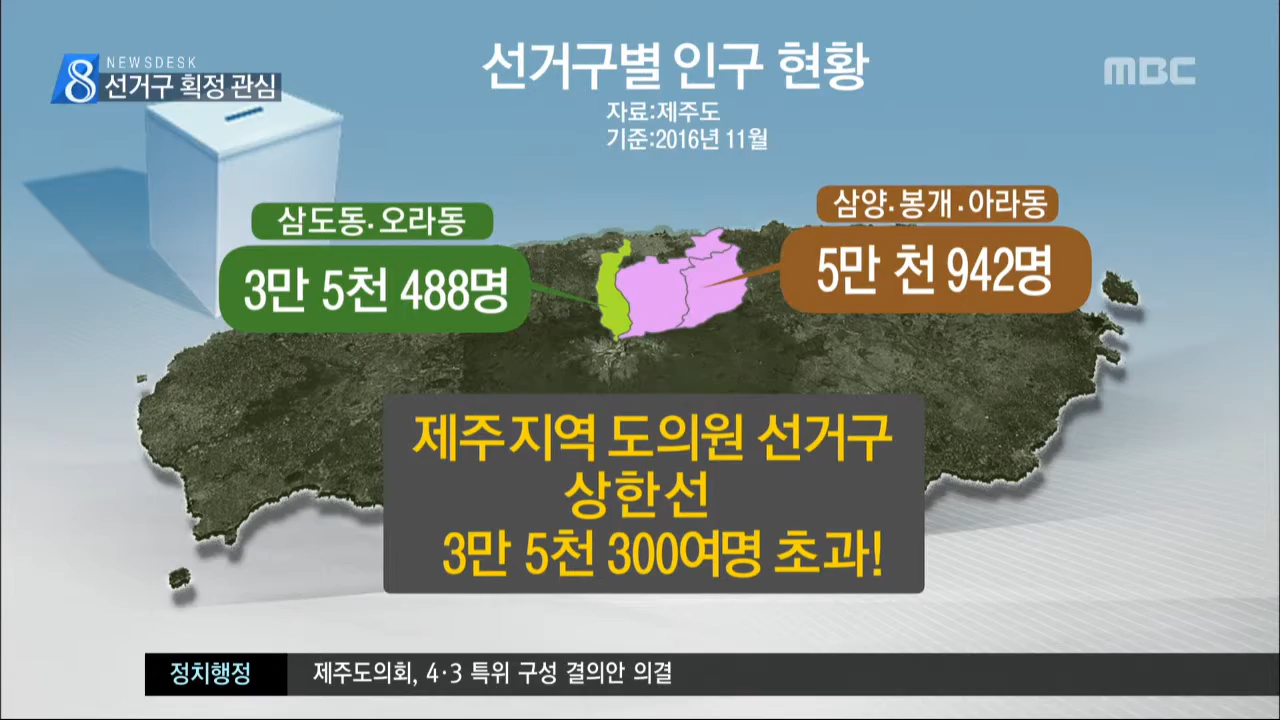 NEWSDESK
8 선거구 획정 관심
선거구별 인구 현황
MBC
자료:제주도
기준:2016년 11월
삼도동·오라동
3만 5천 488명
삼양·봉개·아라동
5만 천 942명
제주지역 도의원 선거구
상한선
3만 5천 300여명 초과!
정치행정
제주도의회, 4·3 특위 구성 결의안 의결